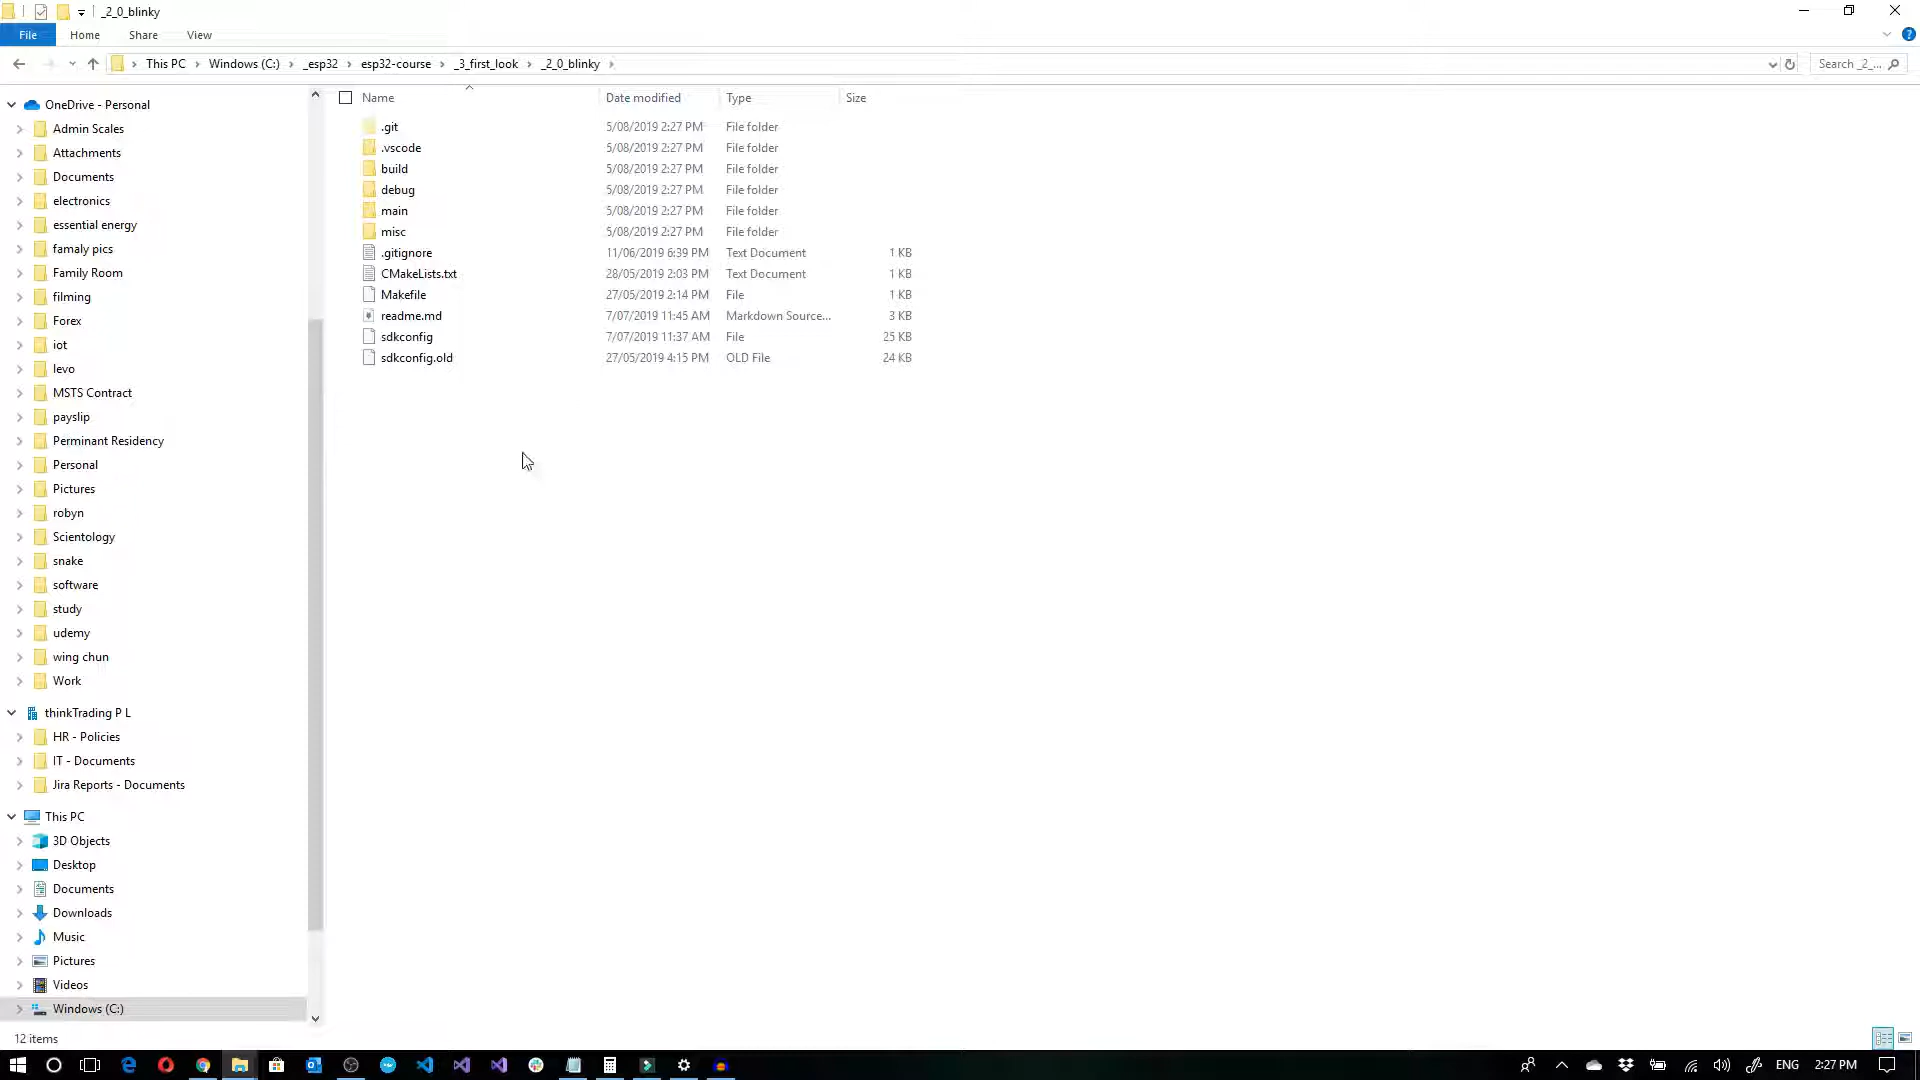 _2_0_blinky
File Home Share View
This PC Windows (C:) _esp32 esp32-course _3_first_look _2_0_blinky Search _2_...
Name Date modified Type Size
.git 5/08/2019 2:27 PM File folder
.vscode 5/08/2019 2:27 PM File folder
build 5/08/2019 2:27 PM File folder
debug 5/08/2019 2:27 PM File folder
main 5/08/2019 2:27 PM File folder
misc 5/08/2019 2:27 PM File folder
.gitignore 11/06/2019 6:39 PM Text Document 1 KB
CMakeLists.txt 28/05/2019 2:03 PM Text Document 1 KB
Makefile 27/05/2019 2:14 PM File 1 KB
readme.md 7/07/2019 11:45 AM Markdown Source... 3 KB
sdkconfig 7/07/2019 11:37 AM File 25 KB
sdkconfig.old 27/05/2019 4:15 PM OLD File 24 KB
OneDrive - Personal
Admin Scales
Attachments
Documents
electronics
essential energy
famaly pics
Family Room
filming
Forex
iot
levo
MSTS Contract
payslip
Perminant Residency
Personal
Pictures
robyn
Scientology
snake
software
study
udemy
wing chun
Work
thinkTrading P L
HR - Policies
IT - Documents
Jira Reports - Documents
This PC
3D Objects
Desktop
Documents
Downloads
Music
Pictures
Videos
Windows (C:)
12 items
ENG 2:27 PM